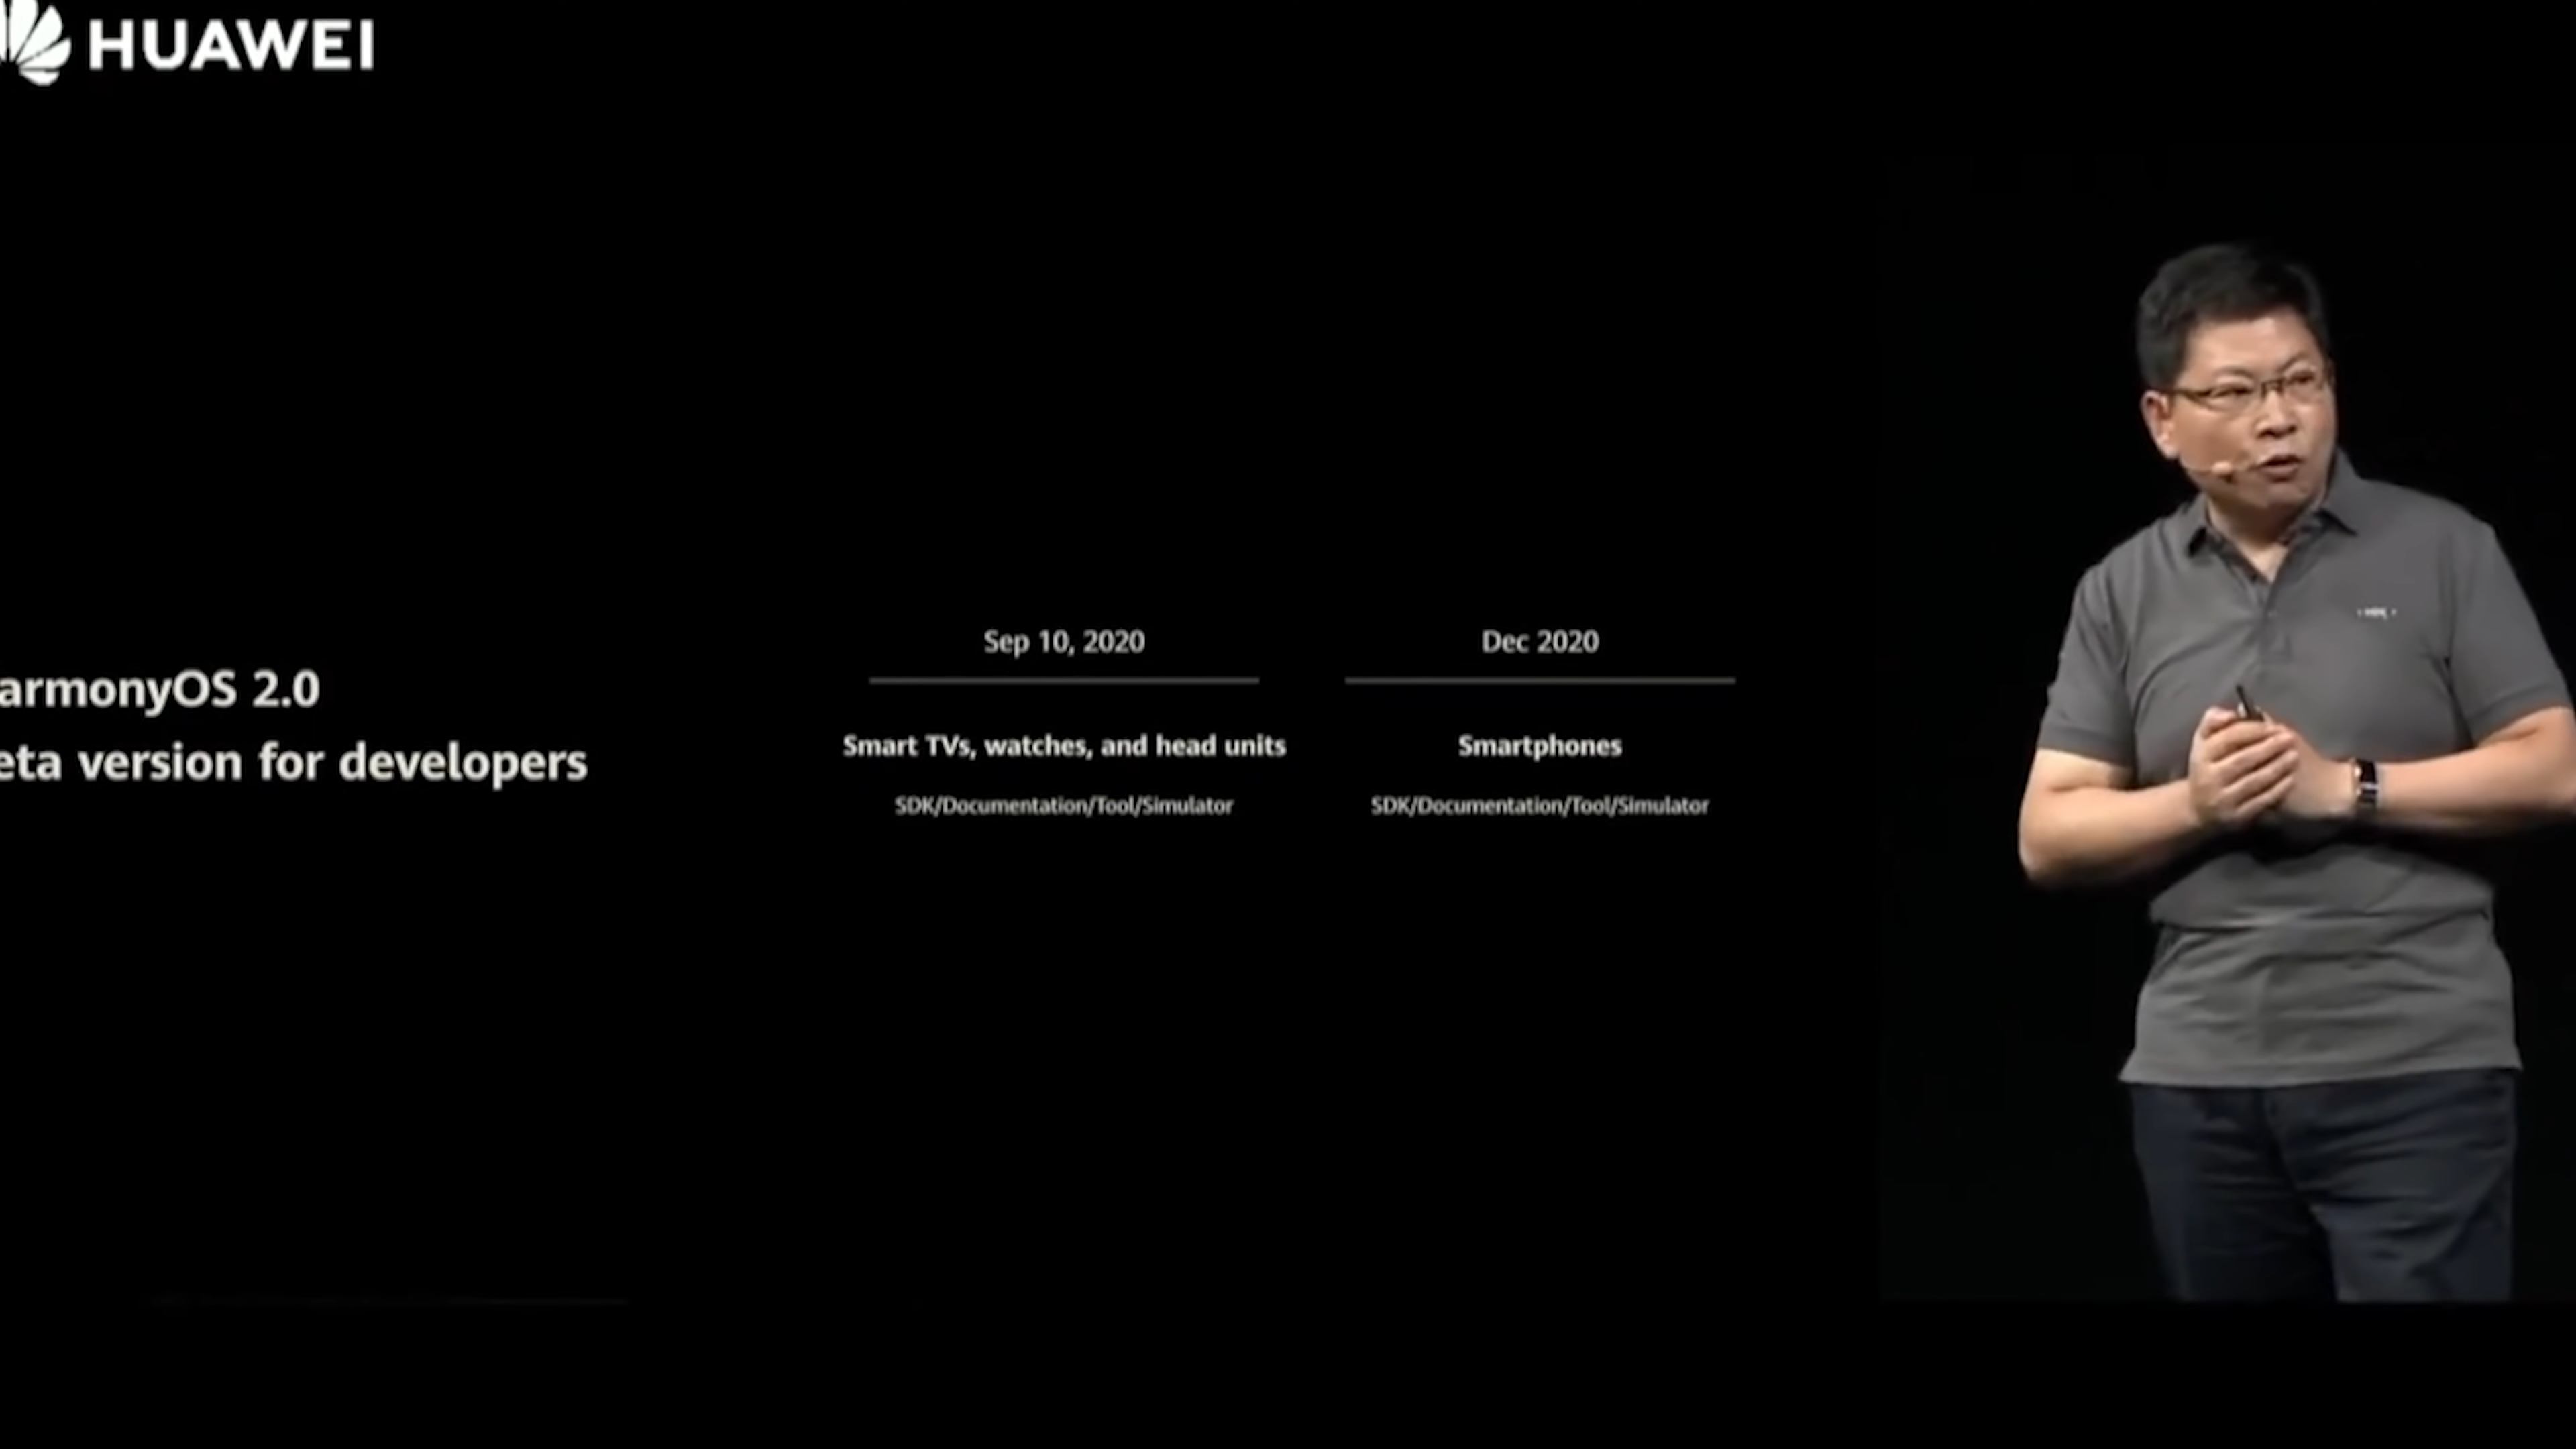 HUAWEI
armonyOS 2.0
eta version for developers
Sep 10, 2020
Smart TVs, watches, and head units
SDK/Documentation/Tool/Simulator
Dec 2020
Smartphones
SDK/Documentation/Tool/Simulator